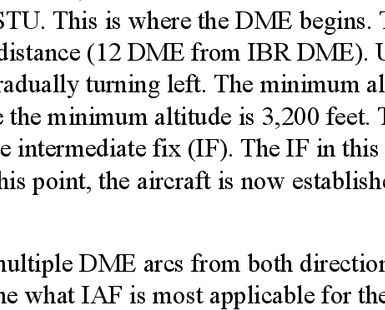 STU. This is where the DME begins. T
distance (12 DME from IBR DME). U
radually turning left. The minimum al
e the minimum altitude is 3,200 feet. T
e intermediate fix (IF). The IF in this
his point, the aircraft is now establishe
multiple DME arcs from both direction
ne what IAF is most applicable for the